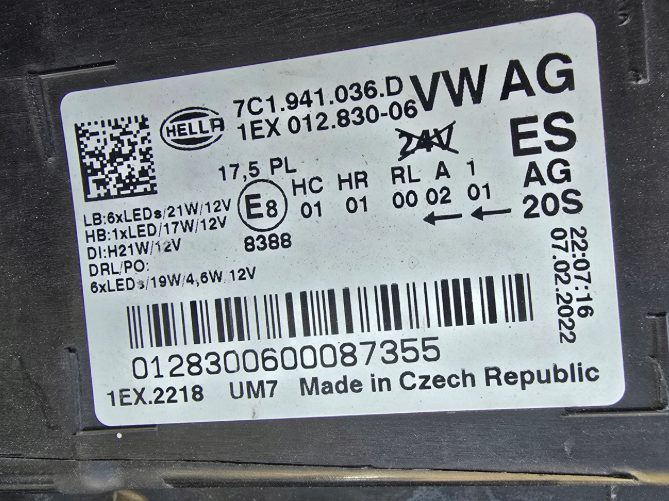 HELLA
7C1.941.036.D
1EX 012.830-06
VW AG
24V
ES
17,5 PL
AG
E8
HC HR RL A 1
01 01 00 02 01
20S
8388
LB:6xLEDs/21W/12V
HB:1xLED/17W/12V
DI:H21W/12V
DRL/PO:
6xLEDs/19W/4,6W/12V
22:07:16
07.02.2022
01283006000087355
1EX.2218 UM7 Made in Czech Republic